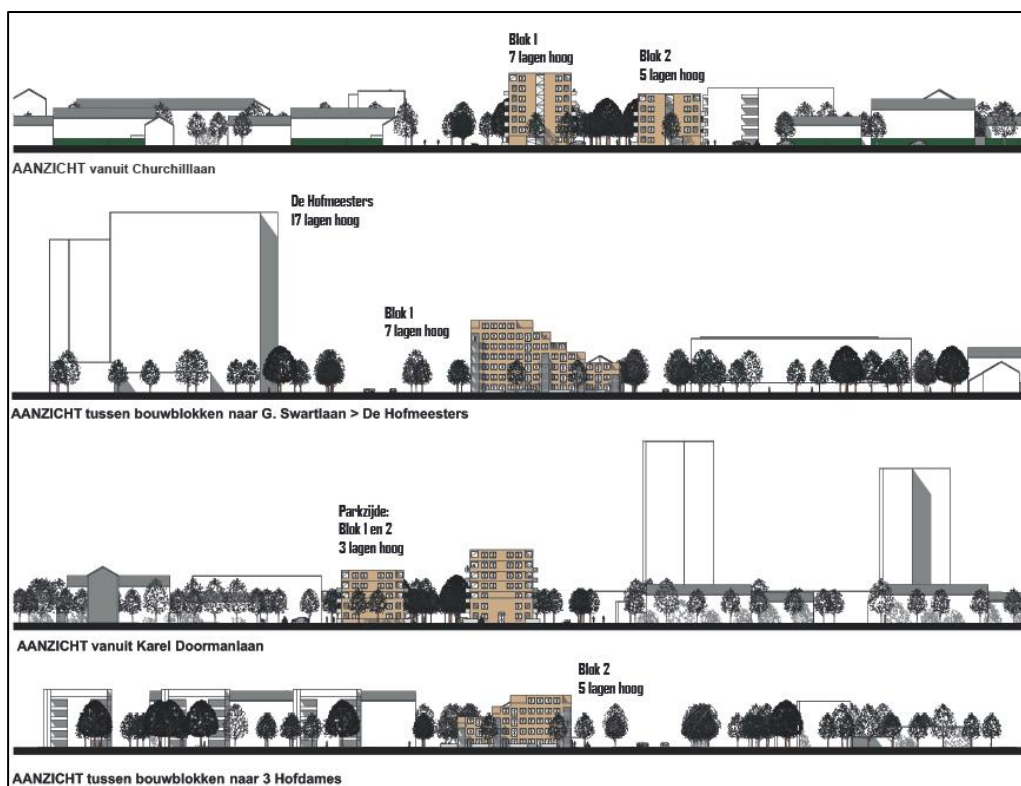 Blok 1
7 lagen hoog
Blok 2
5 lagen hoog
AANZICHT vanuit Churchilllaan
De Hofmeesters
17 lagen hoog
Blok 1
7 lagen hoog
AANZICHT tussen bouwblokken naar G. Swartlaan > De Hofmeesters
Parkzijde:
Blok 1 en 2
3 lagen hoog
AANZICHT vanuit Karel Doormanlaan
Blok 2
5 lagen hoog
AANZICHT tussen bouwblokken naar 3 Hofdames